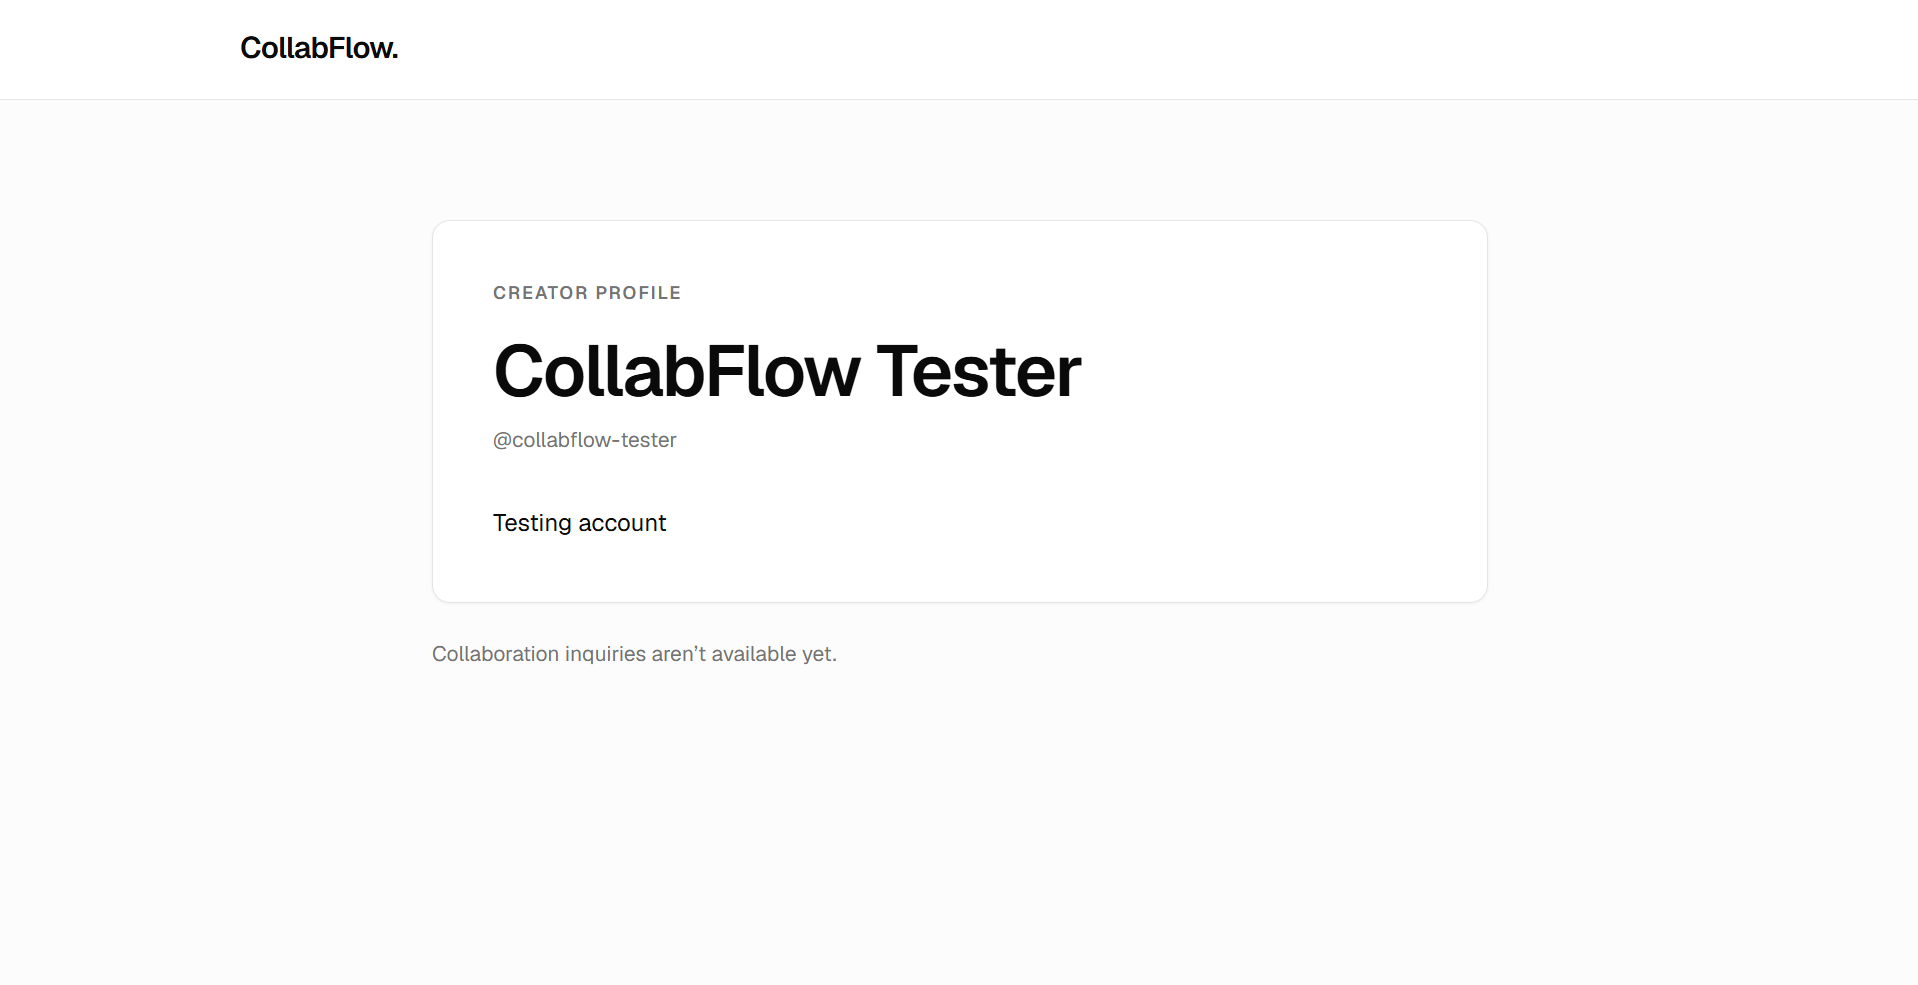 CollabFlow.
CREATOR PROFILE
CollabFlow Tester
@collabflow-tester
Testing account
Collaboration inquiries aren’t available yet.